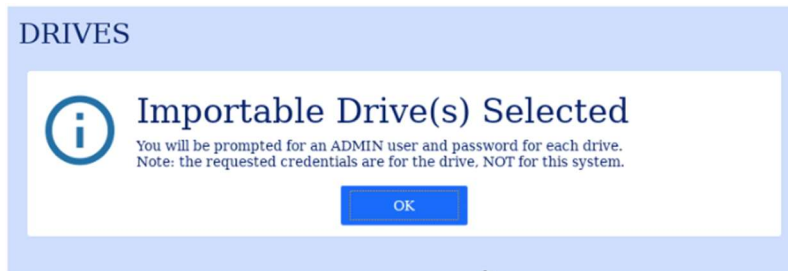 DRIVES
Importable Drive(s) Selected
You will be prompted for an ADMIN user and password for each drive.
Note: the requested credentials are for the drive, NOT for this system.
OK